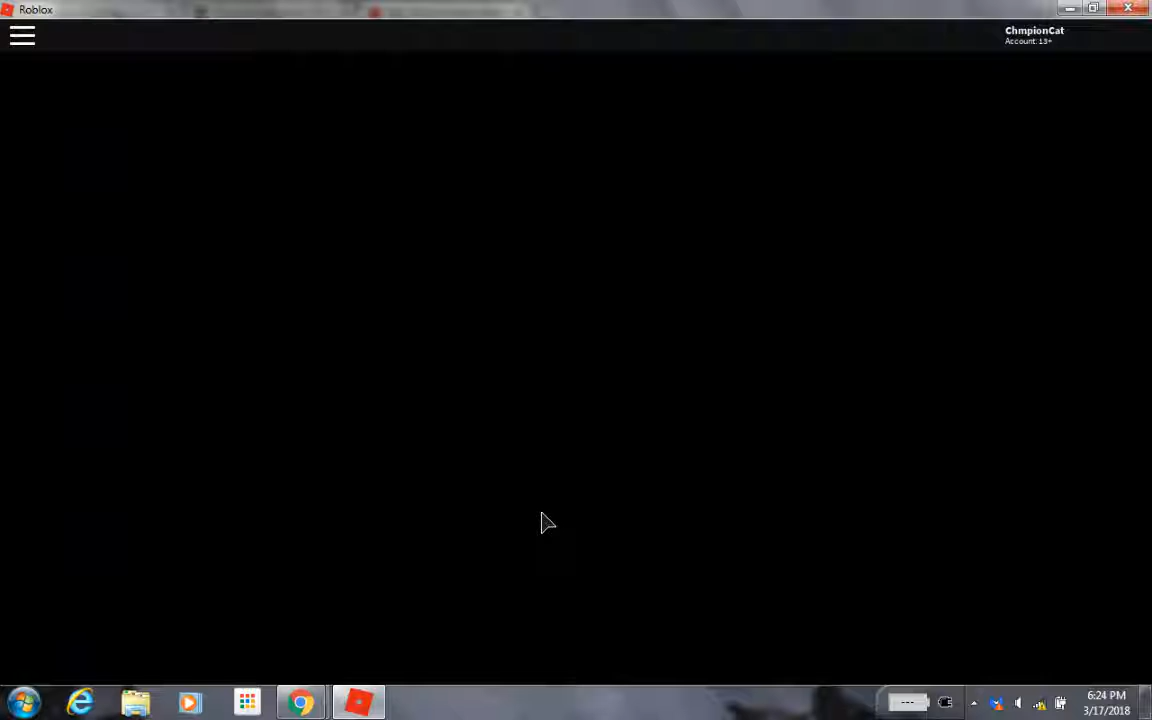 Roblox
ChmpionCat
Account: 13+
---
6:24 PM
3/17/2018